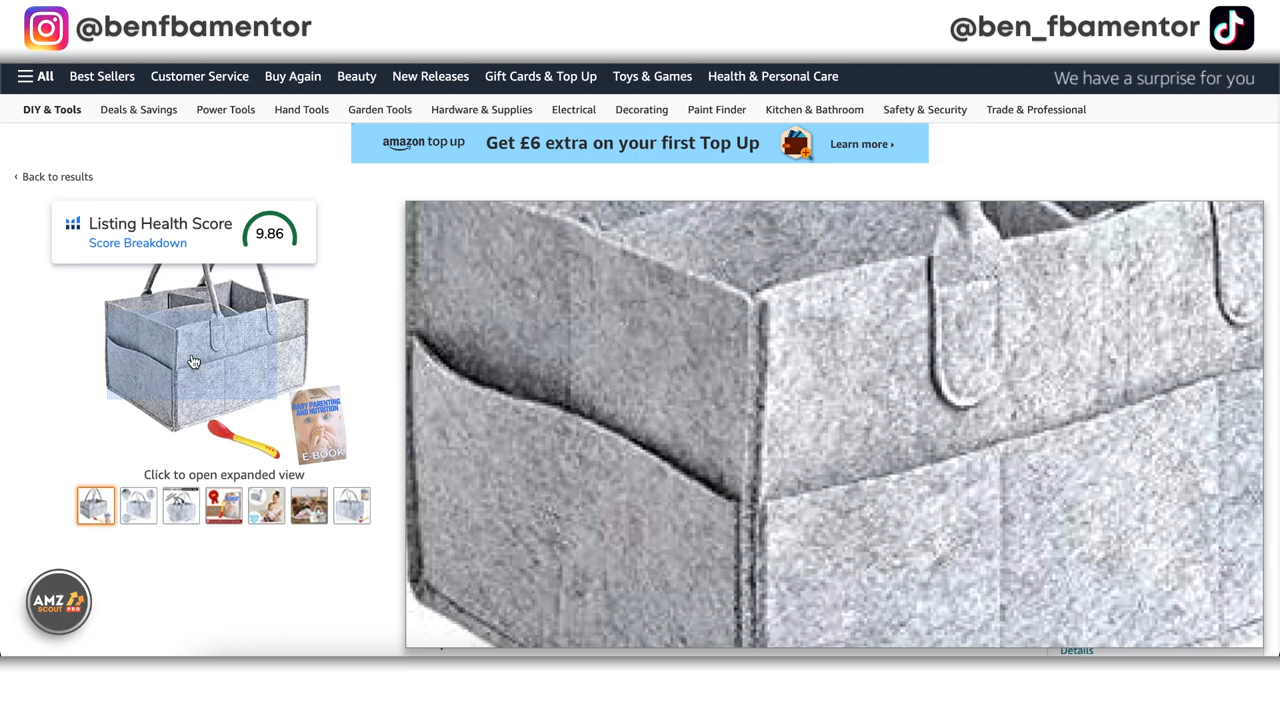 @benfbamentor
@ben_fbamentor
All Best Sellers Customer Service Buy Again Beauty New Releases Gift Cards & Top Up Toys & Games Health & Personal Care We have a surprise for you
DIY & Tools Deals & Savings Power Tools Hand Tools Garden Tools Hardware & Supplies Electrical Decorating Paint Finder Kitchen & Bathroom Safety & Security Trade & Professional
amazon top up Get £6 extra on your first Top Up Learn more ›
‹ Back to results
Listing Health Score
Score Breakdown
9.86
BABY PARENTING
AND NUTRITION
E-BOOK
Click to open expanded view
AMZ
SCOUT PRO
Details